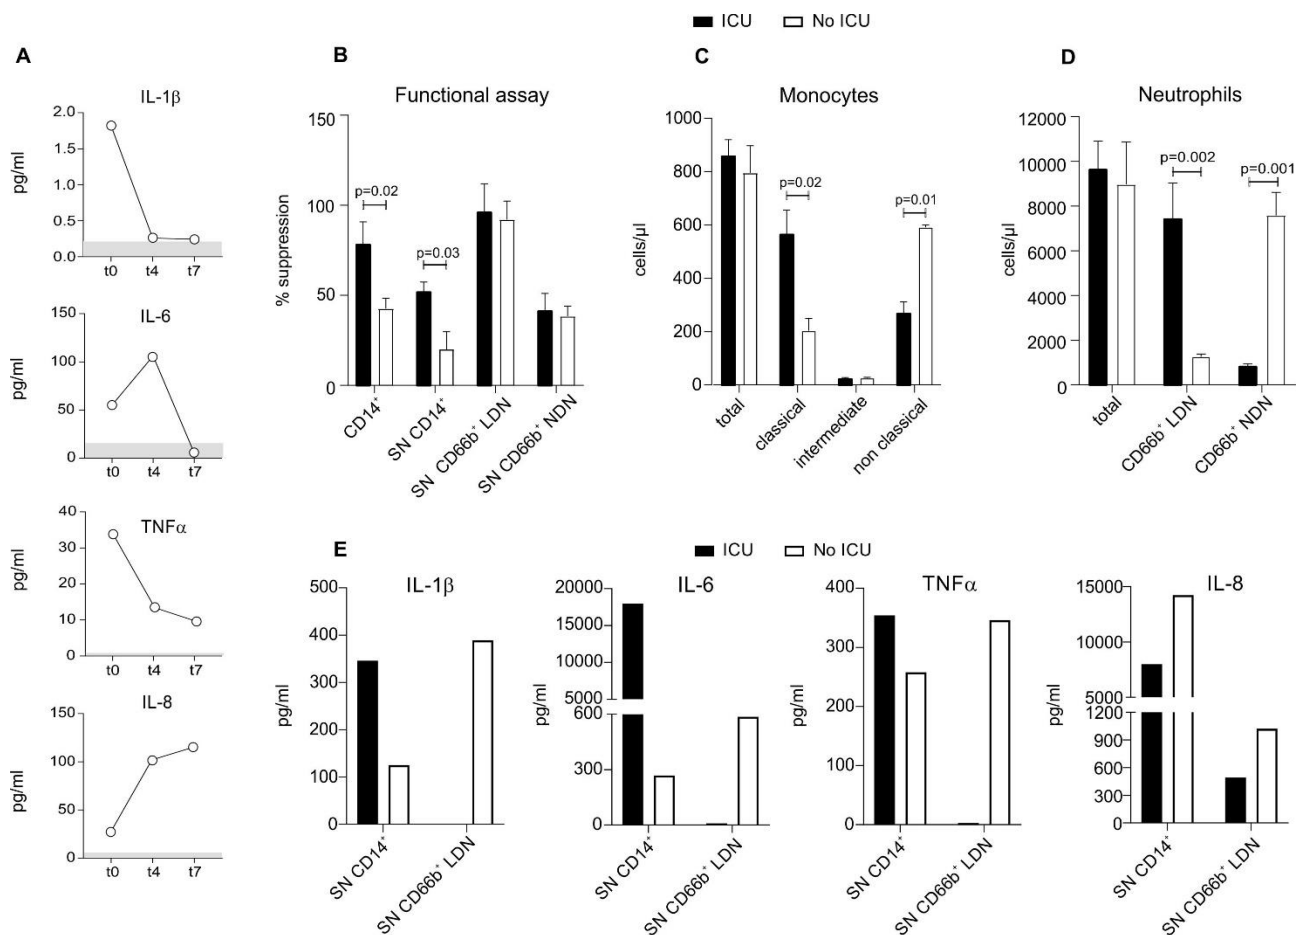 ICU No ICU
A
IL-1β
pg/ml
2.0
1.5
1.0
0.5
0.0
t0 t4 t7
IL-6
pg/ml
150
100
50
0
t0 t4 t7
TNFα
pg/ml
40
30
20
10
0
t0 t4 t7
IL-8
pg/ml
150
100
50
0
t0 t4 t7
B
Functional assay
% suppression
150
100
50
0
p=0.02
p=0.03
CD14⁺
SN CD14⁺
SN CD66b⁺ LDN
SN CD66b⁺ NDN
C
Monocytes
cells/µl
1000
800
600
400
200
0
p=0.02
p=0.01
total
classical
intermediate
non classical
D
Neutrophils
cells/µl
12000
10000
8000
6000
4000
2000
0
p=0.002
p=0.001
total
CD66b⁺ LDN
CD66b⁺ NDN
E
ICU No ICU
IL-1β
pg/ml
500
400
300
200
100
0
SN CD14⁺
SN CD66b⁺ LDN
IL-6
pg/ml
20000
15000
10000
5000
600
300
0
SN CD14⁺
SN CD66b⁺ LDN
TNFα
pg/ml
400
300
200
100
0
SN CD14⁺
SN CD66b⁺ LDN
IL-8
pg/ml
15000
10000
5000
1200
900
600
300
0
SN CD14⁺
SN CD66b⁺ LDN